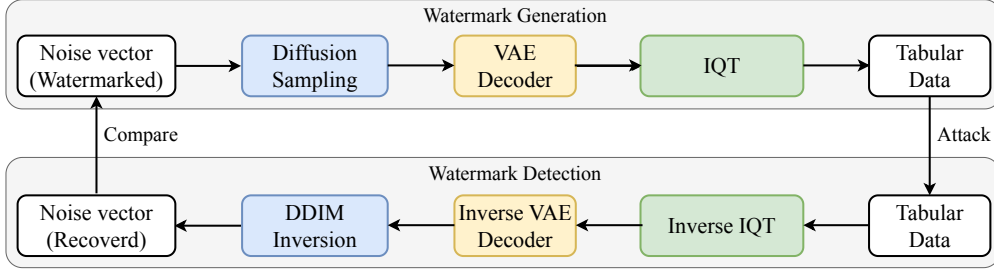 Watermark Generation
Noise vector
(Watermarked)
Diffusion
Sampling
VAE
Decoder
IQT
Tabular
Data
Compare
Attack
Watermark Detection
Noise vector
(Recoverd)
DDIM
Inversion
Inverse VAE
Decoder
Inverse IQT
Tabular
Data